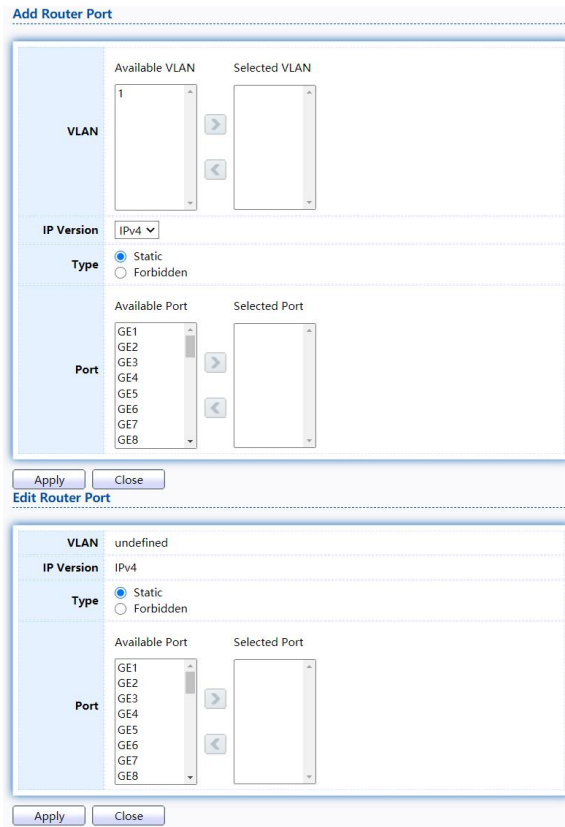 Add Router Port
Available VLAN Selected VLAN
1
VLAN
IP Version IPv4
Type Static
Forbidden
Available Port Selected Port
GE1
GE2
GE3
GE4
Port
GE5
GE6
GE7
GE8
Apply Close
Edit Router Port
VLAN undefined
IP Version IPv4
Type Static
Forbidden
Available Port Selected Port
GE1
GE2
GE3
Port
GE4
GE5
GE6
GE7
GE8
Apply Close